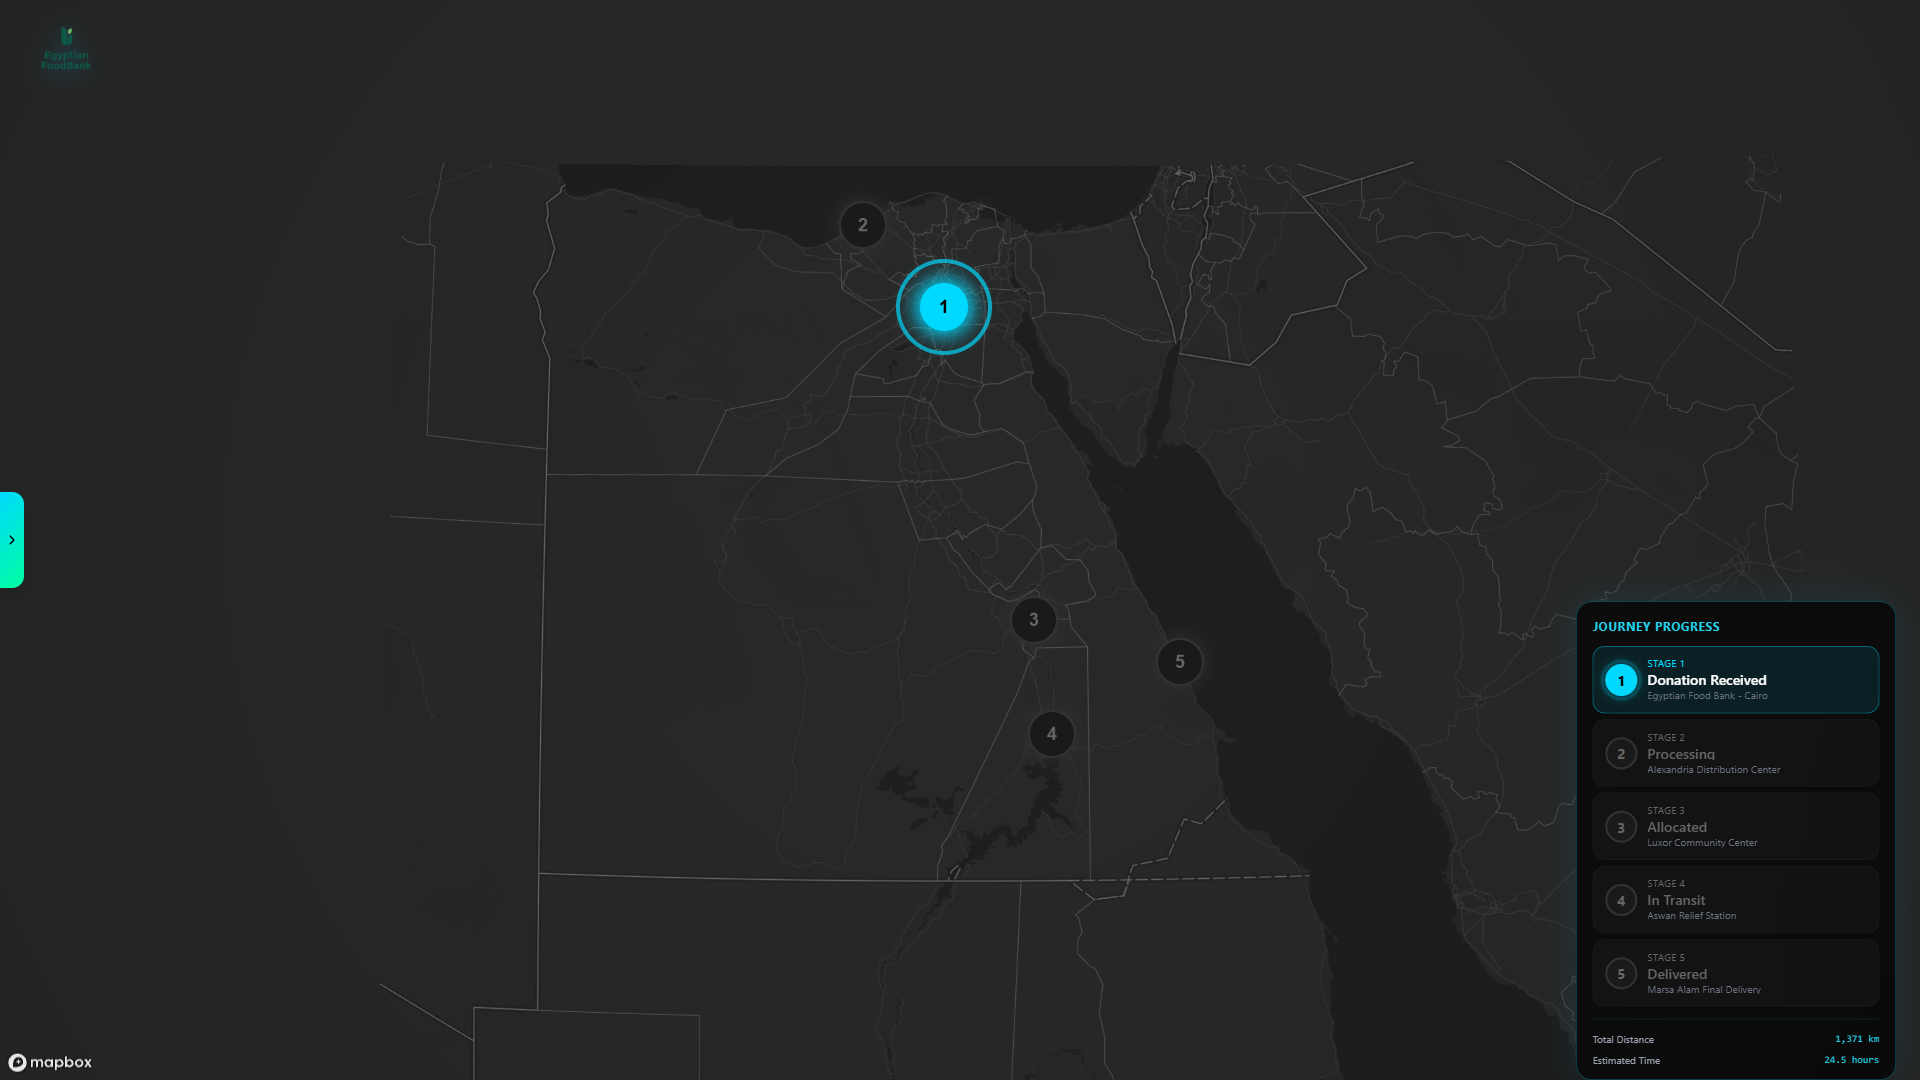 Egyptian
FoodBank
2
1
3
5
4
JOURNEY PROGRESS
1
STAGE 1
Donation Received
Egyptian Food Bank - Cairo
2
STAGE 2
Processing
Alexandria Distribution Center
3
STAGE 3
Allocated
Luxor Community Center
4
STAGE 4
In Transit
Aswan Relief Station
5
STAGE 5
Delivered
Marsa Alam Final Delivery
Total Distance 1,371 km
Estimated Time 24.5 hours
mapbox